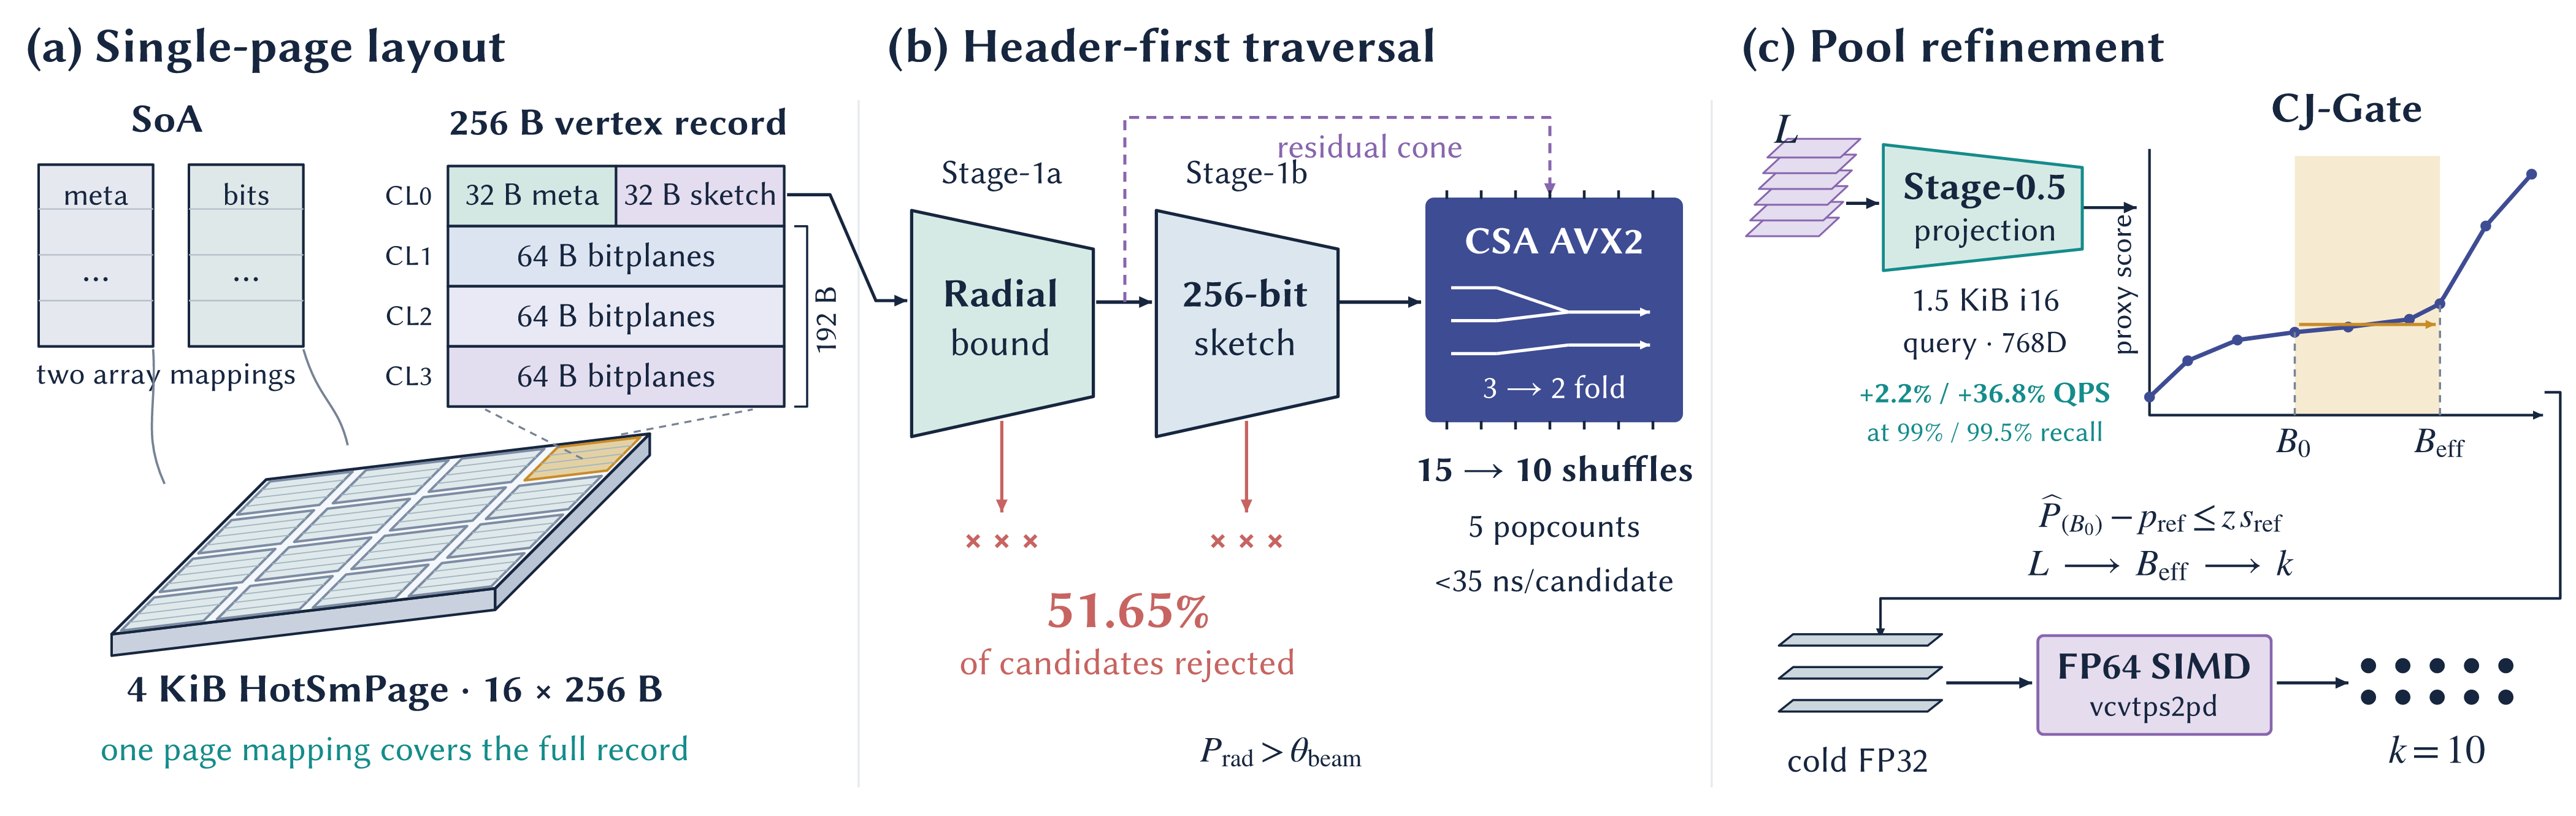 (a) Single-page layout
SoA
meta
bits
...
...
two array mappings
256 B vertex record
CL0
32 B meta
32 B sketch
CL1
64 B bitplanes
CL2
64 B bitplanes
CL3
64 B bitplanes
192 B
4 KiB HotSmPage · 16 × 256 B
one page mapping covers the full record
(b) Header-first traversal
residual cone
Stage-1a
Radial
bound
Stage-1b
256-bit
sketch
CSA AVX2
3 → 2 fold
15 → 10 shuffles
5 popcounts
<35 ns/candidate
× × ×
× × ×
51.65%
of candidates rejected
P_rad > θ_beam
(c) Pool refinement
L
Stage-0.5
projection
1.5 KiB i16
query · 768D
+2.2% / +36.8% QPS
at 99% / 99.5% recall
CJ-Gate
proxy score
B_0
B_eff
P̂_(B_0) − p_ref ≤ z s_ref
L → B_eff → k
cold FP32
FP64 SIMD
vcvtps2pd
k = 10